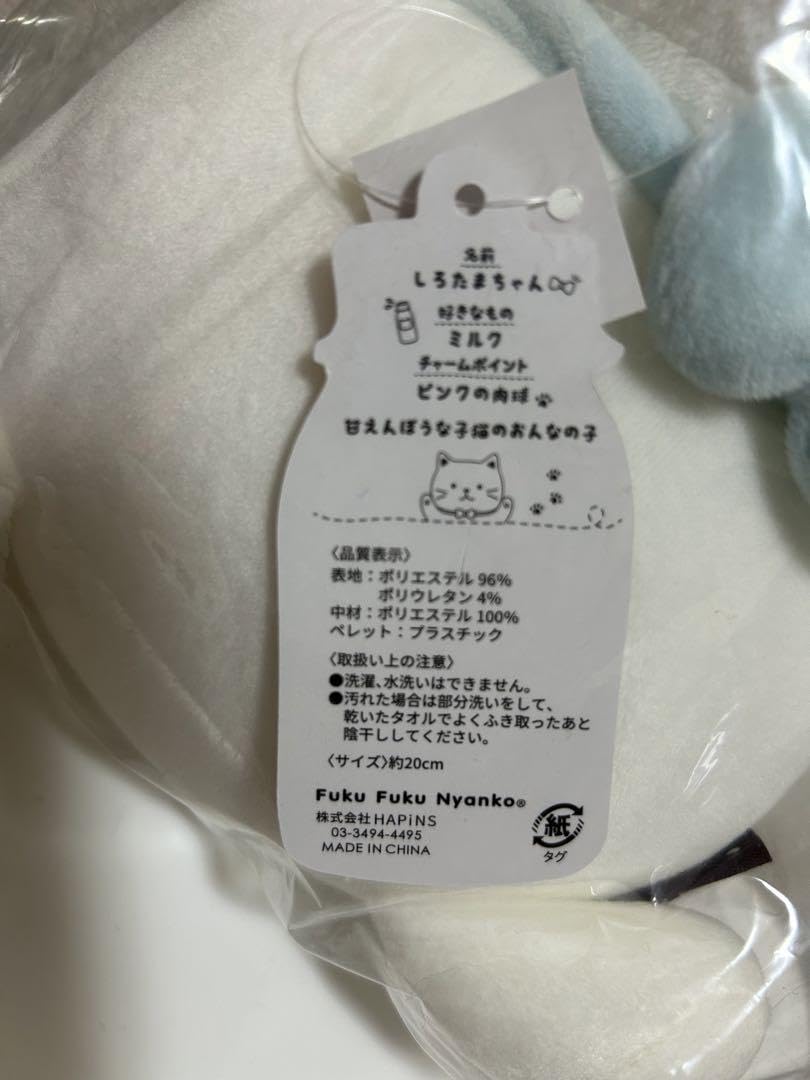 名前
しろたまちゃん
好きなもの
ミルク
チャームポイント
ピンクの肉球
甘えんぼうな子猫のおんなの子
〈品質表示〉
表地：ポリエステル 96%
ポリウレタン 4%
中材：ポリエステル 100%
ペレット：プラスチック
〈取扱い上の注意〉
●洗濯、水洗いはできません。
●汚れた場合は部分洗いをして、
乾いたタオルでよくふき取ったあと
陰干ししてください。
〈サイズ〉約20cm
Fuku Fuku Nyanko®
株式会社 HAPiNS
03-3494-4495
MADE IN CHINA
紙
タグ